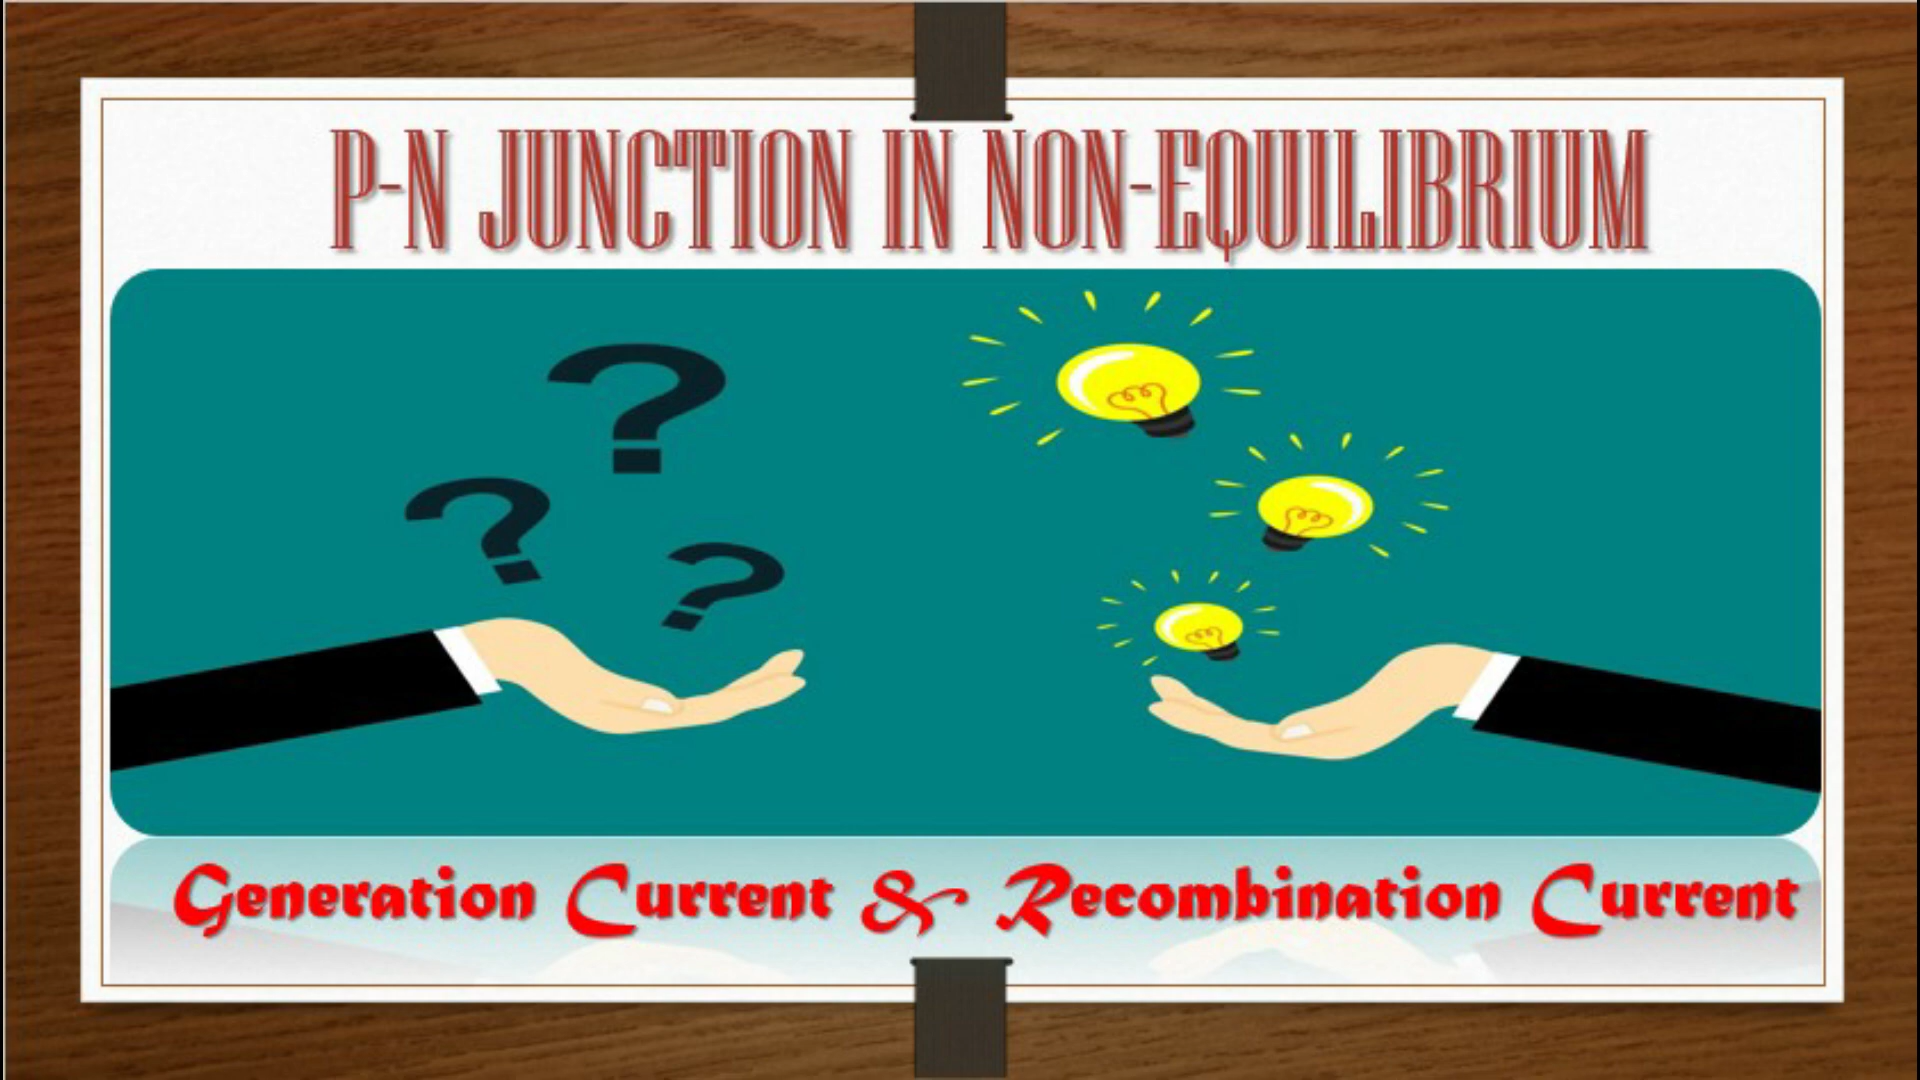 P-N JUNCTION IN NON-EQUILIBRIUM
? ? ?
Generation Current & Recombination Current